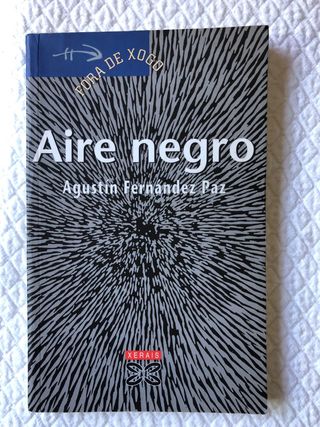 FÓRA DE XOGO
Aire negro
Agustín Fernández Paz
XERAIS